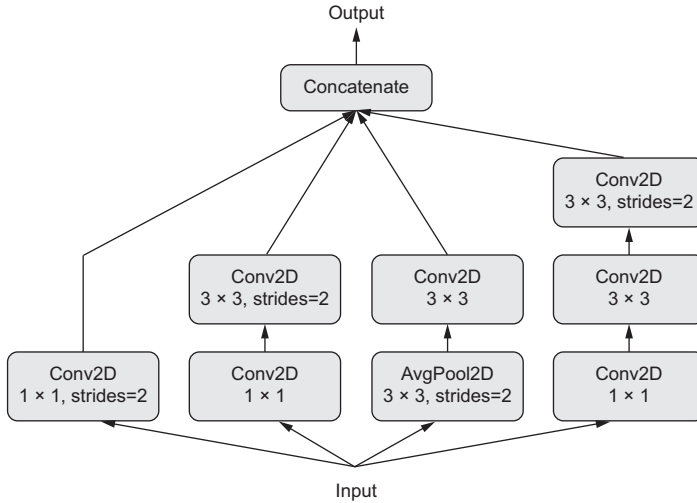 Output
Concatenate
Conv2D
3 × 3, strides=2
Conv2D
3 × 3, strides=2
Conv2D
3 × 3
Conv2D
3 × 3
Conv2D
1 × 1, strides=2
Conv2D
1 × 1
AvgPool2D
3 × 3, strides=2
Conv2D
1 × 1
Input